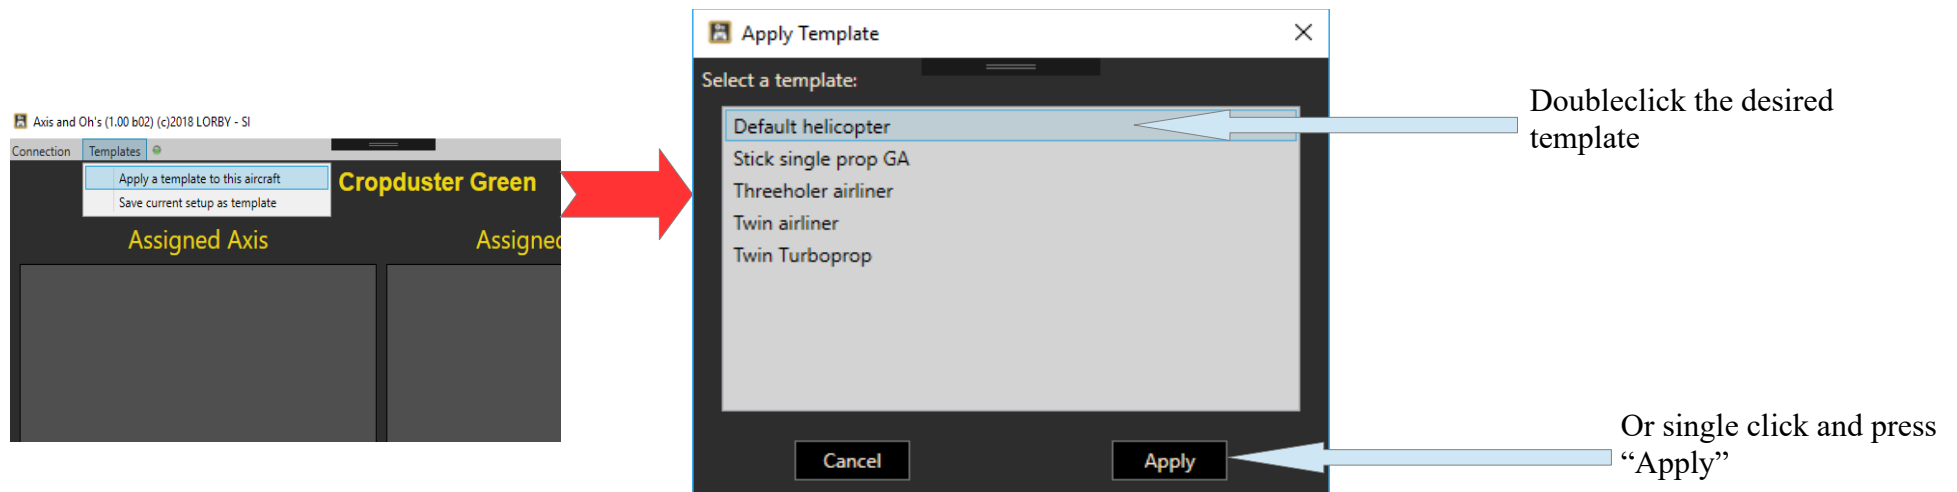 Axis and Oh's (1.00 b02) (c)2018 LORBY - SI
Connection Templates
Apply a template to this aircraft
Save current setup as template
Cropduster Green
Assigned Axis
Assigned
Apply Template
Select a template:
Default helicopter
Stick single prop GA
Threeholer airliner
Twin airliner
Twin Turboprop
Cancel
Apply
Doubleclick the desired
template
Or single click and press
“Apply”